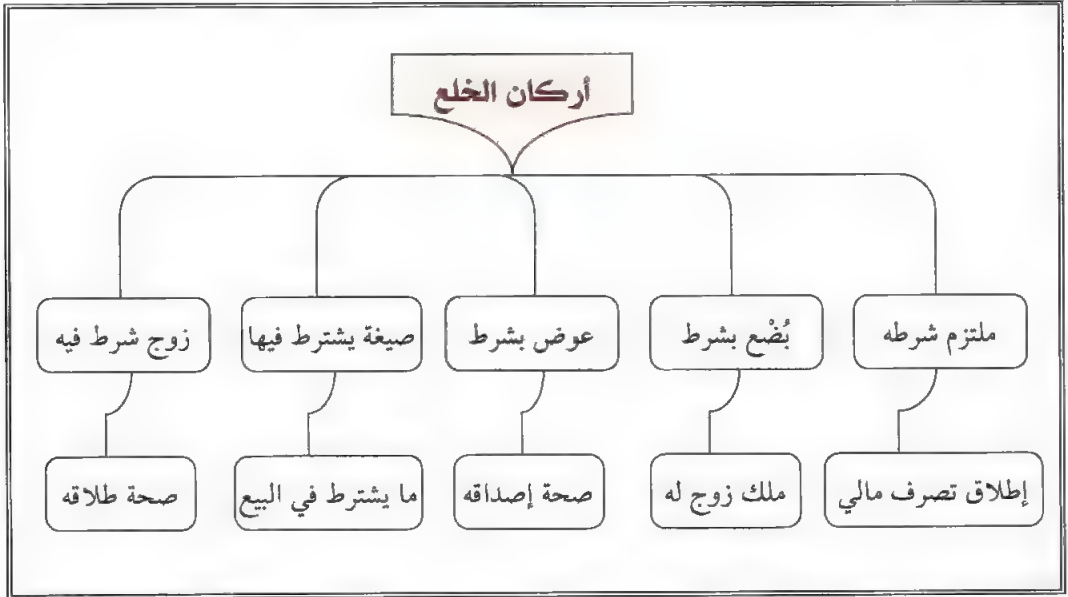 أركان الخلع
ملتزم شرطه
بُضْع بشرط
عوض بشرط
صيغة يشترط فيها
زوج شرط فيه
إطلاق تصرف مالي
ملك زوج له
صحة إصداقه
ما يشترط في البيع
صحة طلاقه